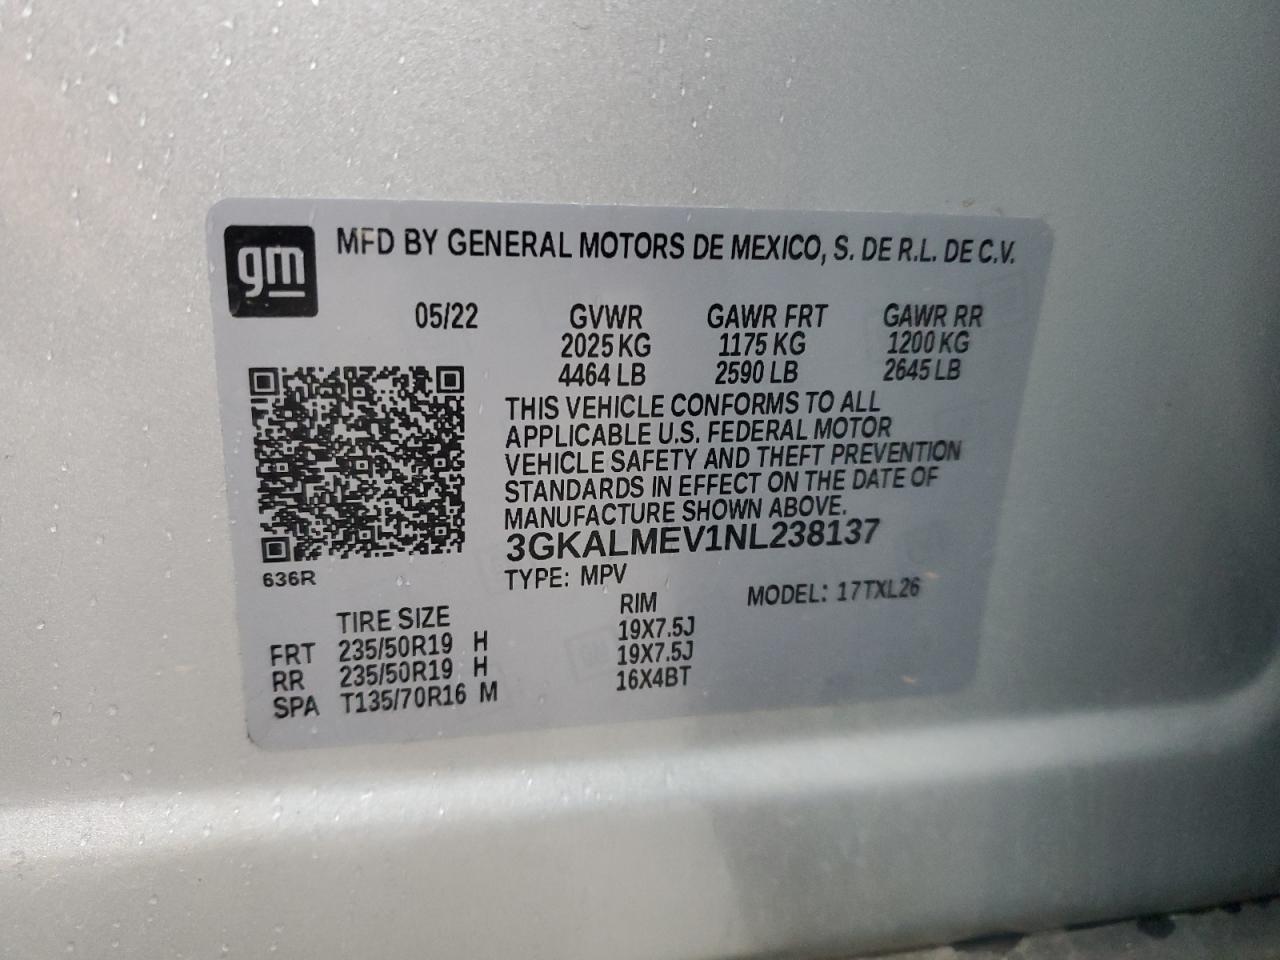 gm
MFD BY GENERAL MOTORS DE MEXICO, S. DE R.L. DE C.V.
05/22 GVWR GAWR FRT GAWR RR
2025 KG 1175 KG 1200 KG
4464 LB 2590 LB 2645 LB
THIS VEHICLE CONFORMS TO ALL
APPLICABLE U.S. FEDERAL MOTOR
VEHICLE SAFETY AND THEFT PREVENTION
STANDARDS IN EFFECT ON THE DATE OF
MANUFACTURE SHOWN ABOVE.
3GKALMEV1NL238137
636R
TYPE: MPV MODEL: 17TXL26
TIRE SIZE RIM
FRT 235/50R19 H 19X7.5J
RR 235/50R19 H 19X7.5J
SPA T135/70R16 M 16X4BT